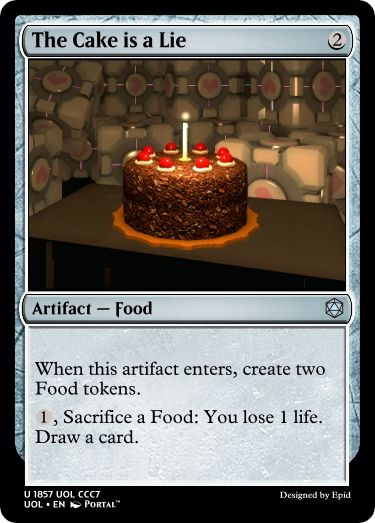 The Cake is a Lie 2
Artifact — Food
When this artifact enters, create two
Food tokens.
1, Sacrifice a Food: You lose 1 life.
Draw a card.
U 1857 UOL CCC7
UOL • EN PORTAL™
Designed by Epid